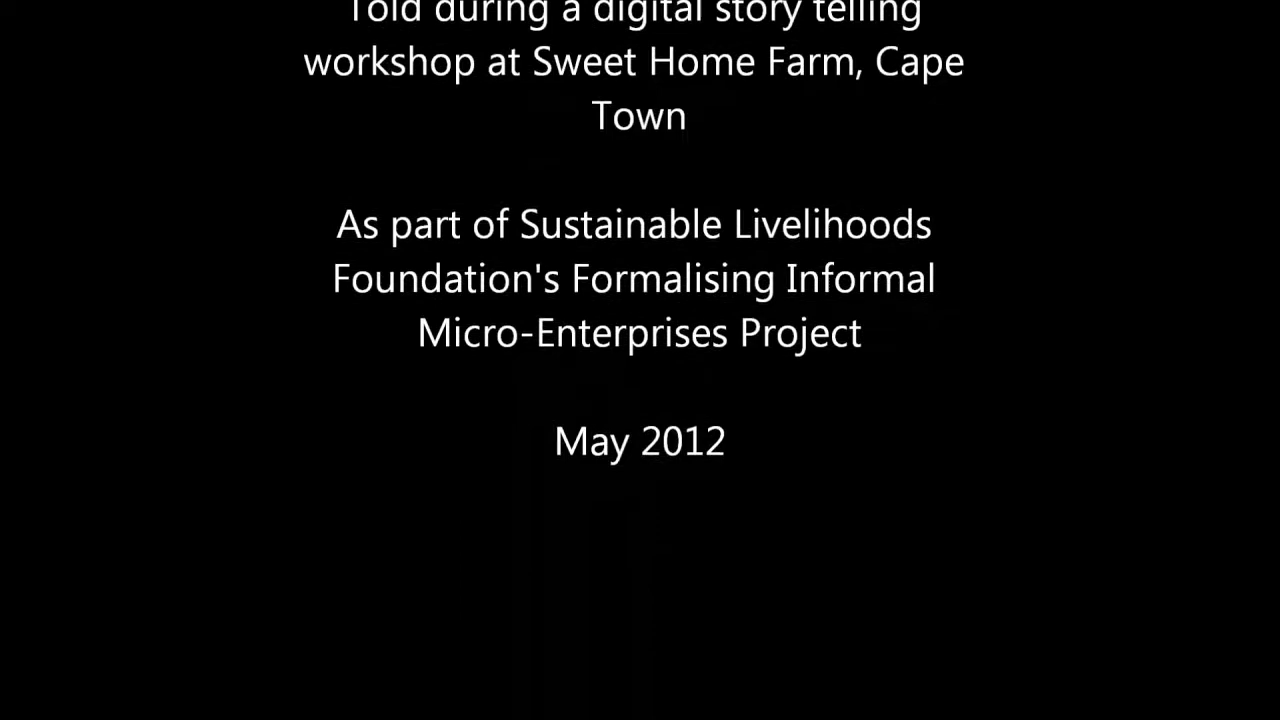 Told during a digital story telling
workshop at Sweet Home Farm, Cape
Town
As part of Sustainable Livelihoods
Foundation's Formalising Informal
Micro-Enterprises Project
May 2012